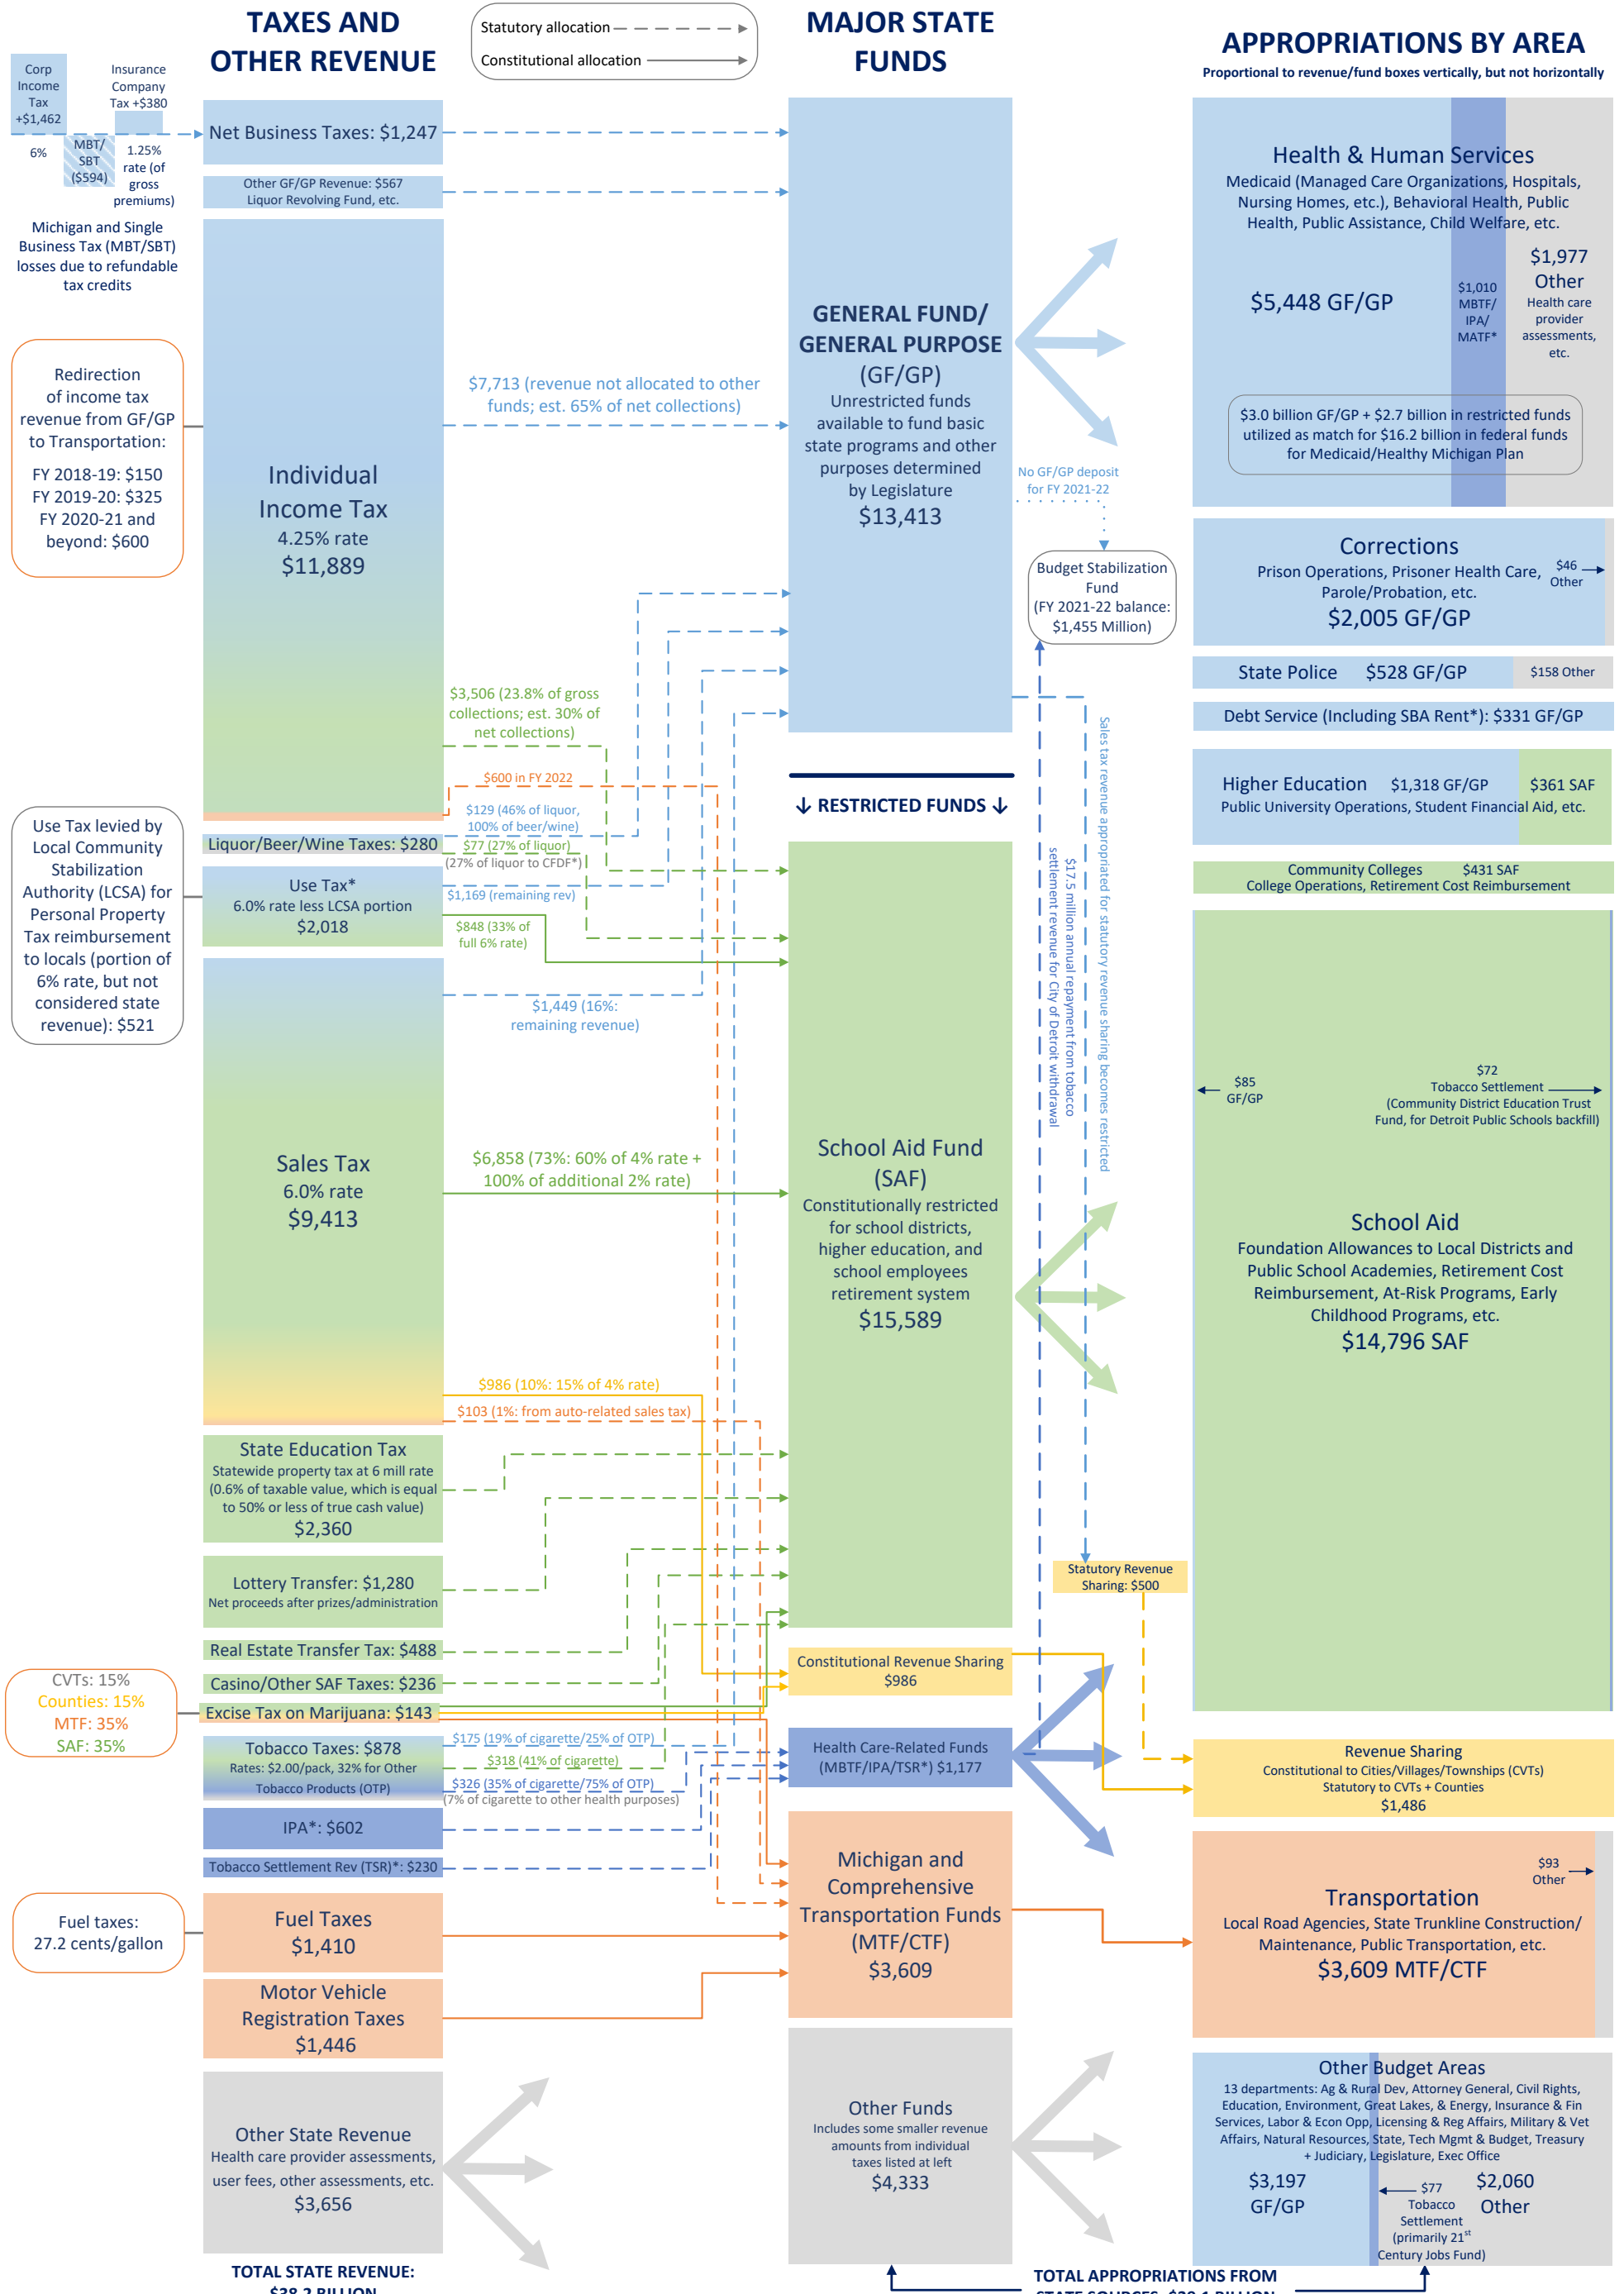 TAXES AND
OTHER REVENUE
Statutory allocation
Constitutional allocation
MAJOR STATE
FUNDS
APPROPRIATIONS BY AREA
Proportional to revenue/fund boxes vertically, but not horizontally
Corp
Income
Tax
+$1,462
Insurance
Company
Tax +$380
6%
MBT/
SBT
($594)
1.25%
rate (of
gross
premiums)
Michigan and Single
Business Tax (MBT/SBT)
losses due to refundable
tax credits
Redirection
of income tax
revenue from GF/GP
to Transportation:
FY 2018-19: $150
FY 2019-20: $325
FY 2020-21 and
beyond: $600
Use Tax levied by
Local Community
Stabilization
Authority (LCSA) for
Personal Property
Tax reimbursement
to locals (portion of
6% rate, but not
considered state
revenue): $521
CVTs: 15%
Counties: 15%
MTF: 35%
SAF: 35%
Fuel taxes:
27.2 cents/gallon
Net Business Taxes: $1,247
Other GF/GP Revenue: $567
Liquor Revolving Fund, etc.
Individual
Income Tax
4.25% rate
$11,889
Liquor/Beer/Wine Taxes: $280
Use Tax*
6.0% rate less LCSA portion
$2,018
Sales Tax
6.0% rate
$9,413
State Education Tax
Statewide property tax at 6 mill rate
(0.6% of taxable value, which is equal
to 50% or less of true cash value)
$2,360
Lottery Transfer: $1,280
Net proceeds after prizes/administration
Real Estate Transfer Tax: $488
Casino/Other SAF Taxes: $236
Excise Tax on Marijuana: $143
Tobacco Taxes: $878
Rates: $2.00/pack, 32% for Other
Tobacco Products (OTP)
IPA*: $602
Tobacco Settlement Rev (TSR)*: $230
Fuel Taxes
$1,410
Motor Vehicle
Registration Taxes
$1,446
Other State Revenue
Health care provider assessments,
user fees, other assessments, etc.
$3,656
TOTAL STATE REVENUE:
$38.2 BILLION
$7,713 (revenue not allocated to other
funds; est. 65% of net collections)
$3,506 (23.8% of gross
collections; est. 30% of
net collections)
$600 in FY 2022
$129 (46% of liquor,
100% of beer/wine)
$77 (27% of liquor)
(27% of liquor to CFDF*)
$1,169 (remaining rev)
$848 (33% of
full 6% rate)
$1,449 (16%:
remaining revenue)
$6,858 (73%: 60% of 4% rate +
100% of additional 2% rate)
$986 (10%: 15% of 4% rate)
$103 (1%: from auto-related sales tax)
$175 (19% of cigarette/25% of OTP)
$318 (41% of cigarette)
$326 (35% of cigarette/75% of OTP)
(7% of cigarette to other health purposes)
GENERAL FUND/
GENERAL PURPOSE
(GF/GP)
Unrestricted funds
available to fund basic
state programs and other
purposes determined
by Legislature
$13,413
↓ RESTRICTED FUNDS ↓
School Aid Fund
(SAF)
Constitutionally restricted
for school districts,
higher education, and
school employees
retirement system
$15,589
Constitutional Revenue Sharing
$986
Health Care-Related Funds
(MBTF/IPA/TSR*) $1,177
Michigan and
Comprehensive
Transportation Funds
(MTF/CTF)
$3,609
Other Funds
Includes some smaller revenue
amounts from individual
taxes listed at left
$4,333
No GF/GP deposit
for FY 2021-22
Budget Stabilization
Fund
(FY 2021-22 balance:
$1,455 Million)
Sales tax revenue appropriated for statutory revenue sharing becomes restricted
$17.5 million annual repayment from tobacco
settlement revenue for City of Detroit withdrawal
Statutory Revenue
Sharing: $500
Health & Human Services
Medicaid (Managed Care Organizations, Hospitals,
Nursing Homes, etc.), Behavioral Health, Public
Health, Public Assistance, Child Welfare, etc.
$5,448 GF/GP
$1,010
MBTF/
IPA/
MATF*
$1,977
Other
Health care
provider
assessments,
etc.
$3.0 billion GF/GP + $2.7 billion in restricted funds
utilized as match for $16.2 billion in federal funds
for Medicaid/Healthy Michigan Plan
Corrections
Prison Operations, Prisoner Health Care,
Parole/Probation, etc.
$2,005 GF/GP
$46
Other
State Police $528 GF/GP
$158 Other
Debt Service (Including SBA Rent*): $331 GF/GP
Higher Education $1,318 GF/GP $361 SAF
Public University Operations, Student Financial Aid, etc.
Community Colleges $431 SAF
College Operations, Retirement Cost Reimbursement
$85
GF/GP
$72
Tobacco Settlement
(Community District Education Trust
Fund, for Detroit Public Schools backfill)
School Aid
Foundation Allowances to Local Districts and
Public School Academies, Retirement Cost
Reimbursement, At-Risk Programs, Early
Childhood Programs, etc.
$14,796 SAF
Revenue Sharing
Constitutional to Cities/Villages/Townships (CVTs)
Statutory to CVTs + Counties
$1,486
$93
Other
Transportation
Local Road Agencies, State Trunkline Construction/
Maintenance, Public Transportation, etc.
$3,609 MTF/CTF
Other Budget Areas
13 departments: Ag & Rural Dev, Attorney General, Civil Rights,
Education, Environment, Great Lakes, & Energy, Insurance & Fin
Services, Labor & Econ Opp, Licensing & Reg Affairs, Military & Vet
Affairs, Natural Resources, State, Tech Mgmt & Budget, Treasury
+ Judiciary, Legislature, Exec Office
$3,197
GF/GP
$77
Tobacco
Settlement
(primarily 21st
Century Jobs Fund)
$2,060
Other
TOTAL APPROPRIATIONS FROM
STATE SOURCES: $39.1 BILLION